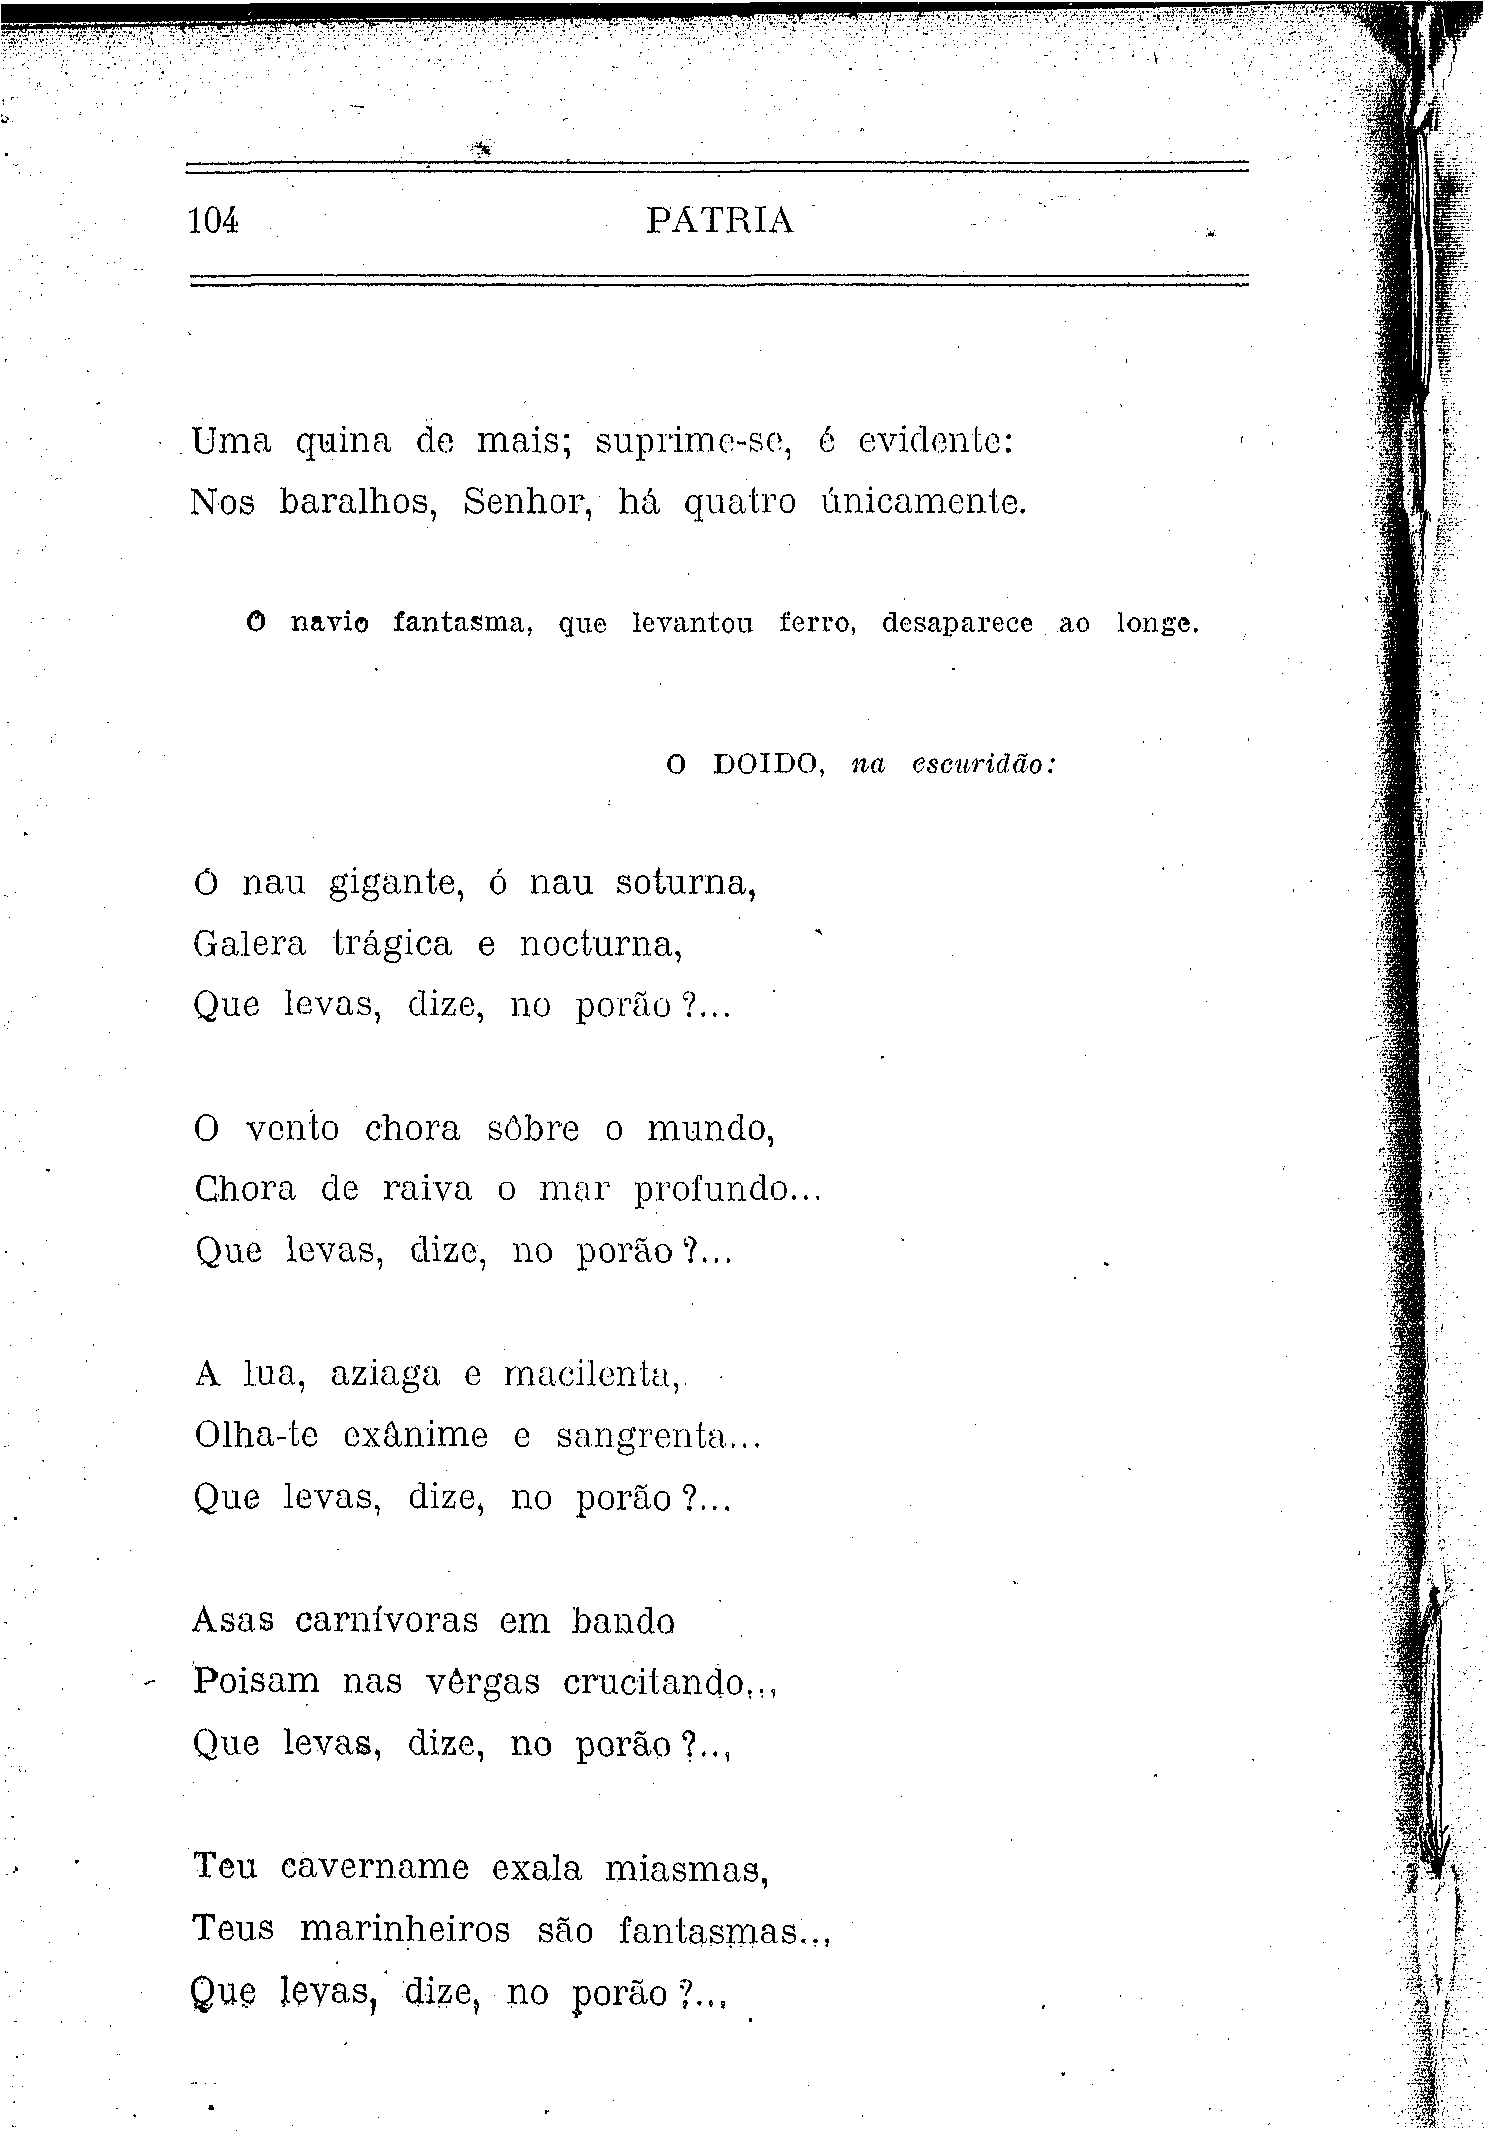 104 PÁTRIA
Uma quina de mais; suprime-se, é evidente:
Nos baralhos, Senhor, há quatro únicamente.
O navio fantasma, que levantou ferro, desaparece ao longe.
O DOIDO, na escuridão:
Ó nau gigante, ó nau soturna,
Galera trágica e nocturna,
Que levas, dize, no porão?...
O vento chora sôbre o mundo,
Chora de raiva o mar profundo...
Que levas, dize, no porão?...
A lua, aziaga e macilenta,
Olha-te exânime e sangrenta...
Que levas, dize, no porão?...
Asas carnívoras em bando
Poisam nas vêrgas crucitando...
Que levas, dize, no porão?...
Teu cavername exala miasmas,
Teus marinheiros são fantasmas...
Que levas, dize, no porão?...